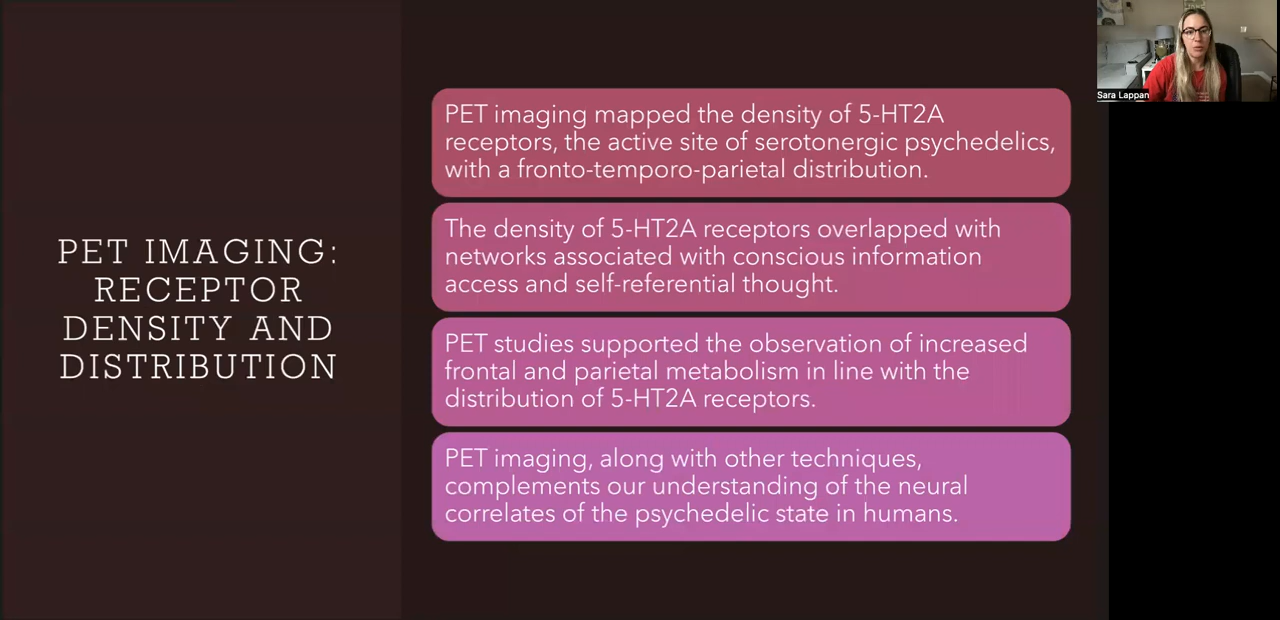 PET IMAGING:
RECEPTOR
DENSITY AND
DISTRIBUTION
PET imaging mapped the density of 5-HT2A
receptors, the active site of serotonergic psychedelics,
with a fronto-temporo-parietal distribution.
The density of 5-HT2A receptors overlapped with
networks associated with conscious information
access and self-referential thought.
PET studies supported the observation of increased
frontal and parietal metabolism in line with the
distribution of 5-HT2A receptors.
PET imaging, along with other techniques,
complements our understanding of the neural
correlates of the psychedelic state in humans.
Sara Lappan